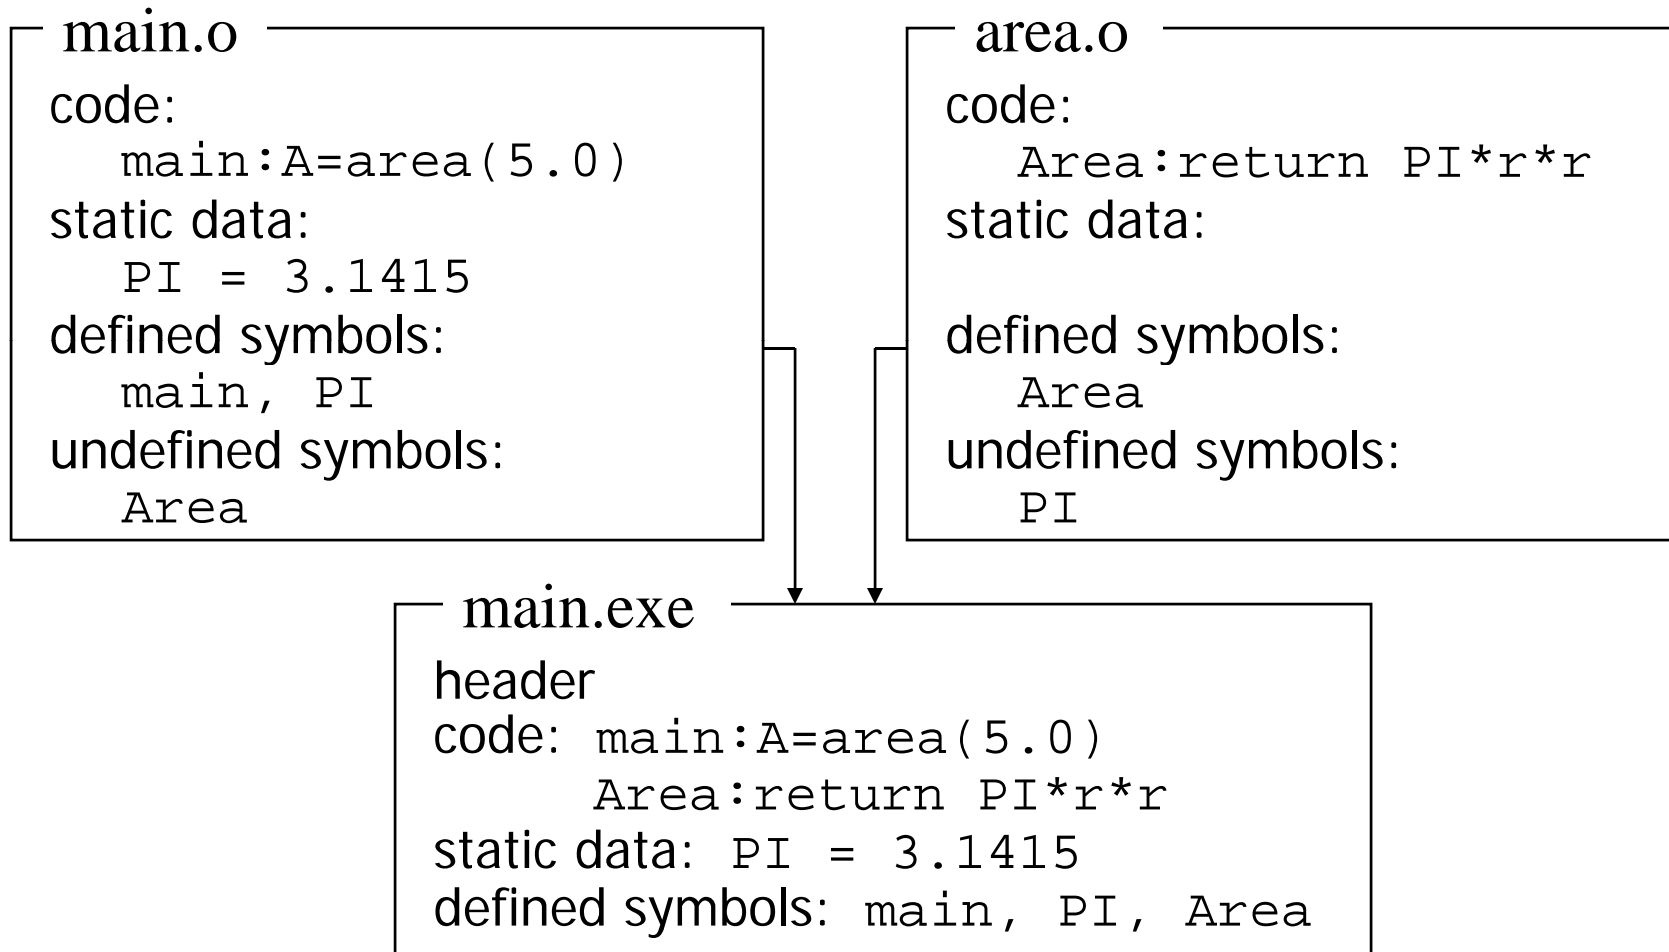 main.o
code:
main:A=area(5.0)
static data:
PI = 3.1415
defined symbols:
main, PI
undefined symbols:
Area
area.o
code:
Area:return PI*r*r
static data:
defined symbols:
Area
undefined symbols:
PI
main.exe
header
code: main:A=area(5.0)
Area:return PI*r*r
static data: PI = 3.1415
defined symbols: main, PI, Area